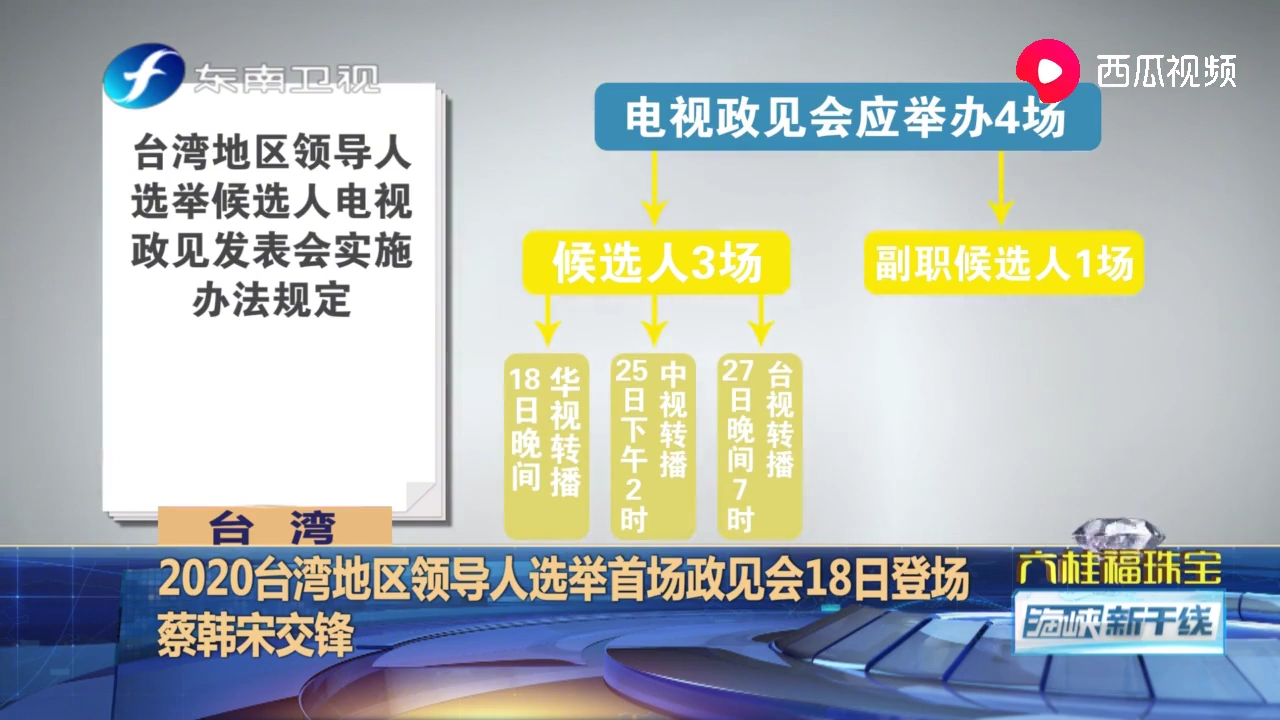 东南卫视
西瓜视频
台湾地区领导人
选举候选人电视
政见发表会实施
办法规定
电视政见会应举办4场
候选人3场
副职候选人1场
华视转播
18日晚间
中视转播
25日下午2时
台视转播
27日晚间7时
台湾
2020台湾地区领导人选举首场政见会18日登场
蔡韩宋交锋
六桂福珠宝
海峡新干线